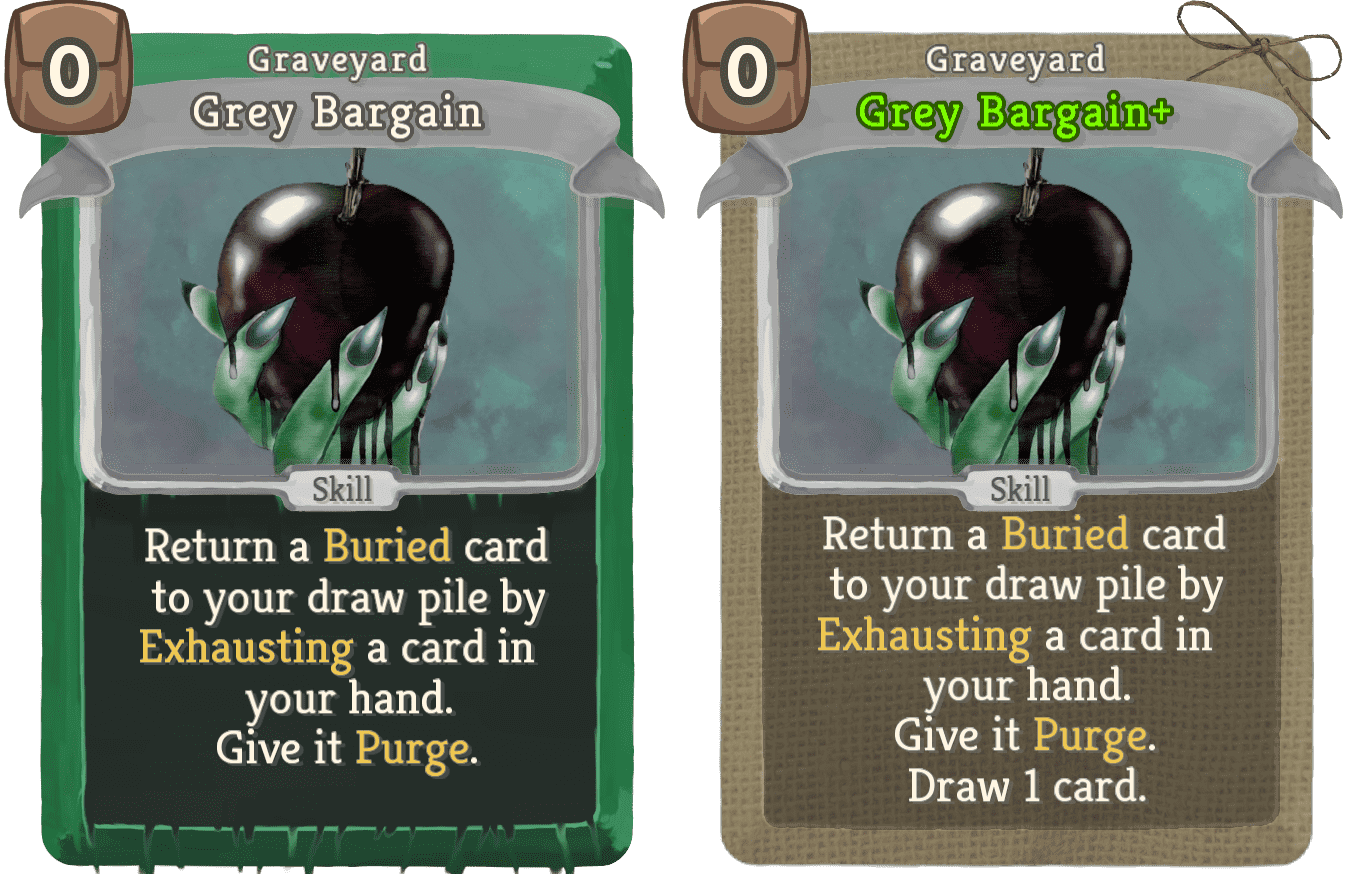 0
Graveyard
Grey Bargain
Skill
Return a Buried card
to your draw pile by
Exhausting a card in
your hand.
Give it Purge.
0
Graveyard
Grey Bargain+
Skill
Return a Buried card
to your draw pile by
Exhausting a card in
your hand.
Give it Purge.
Draw 1 card.